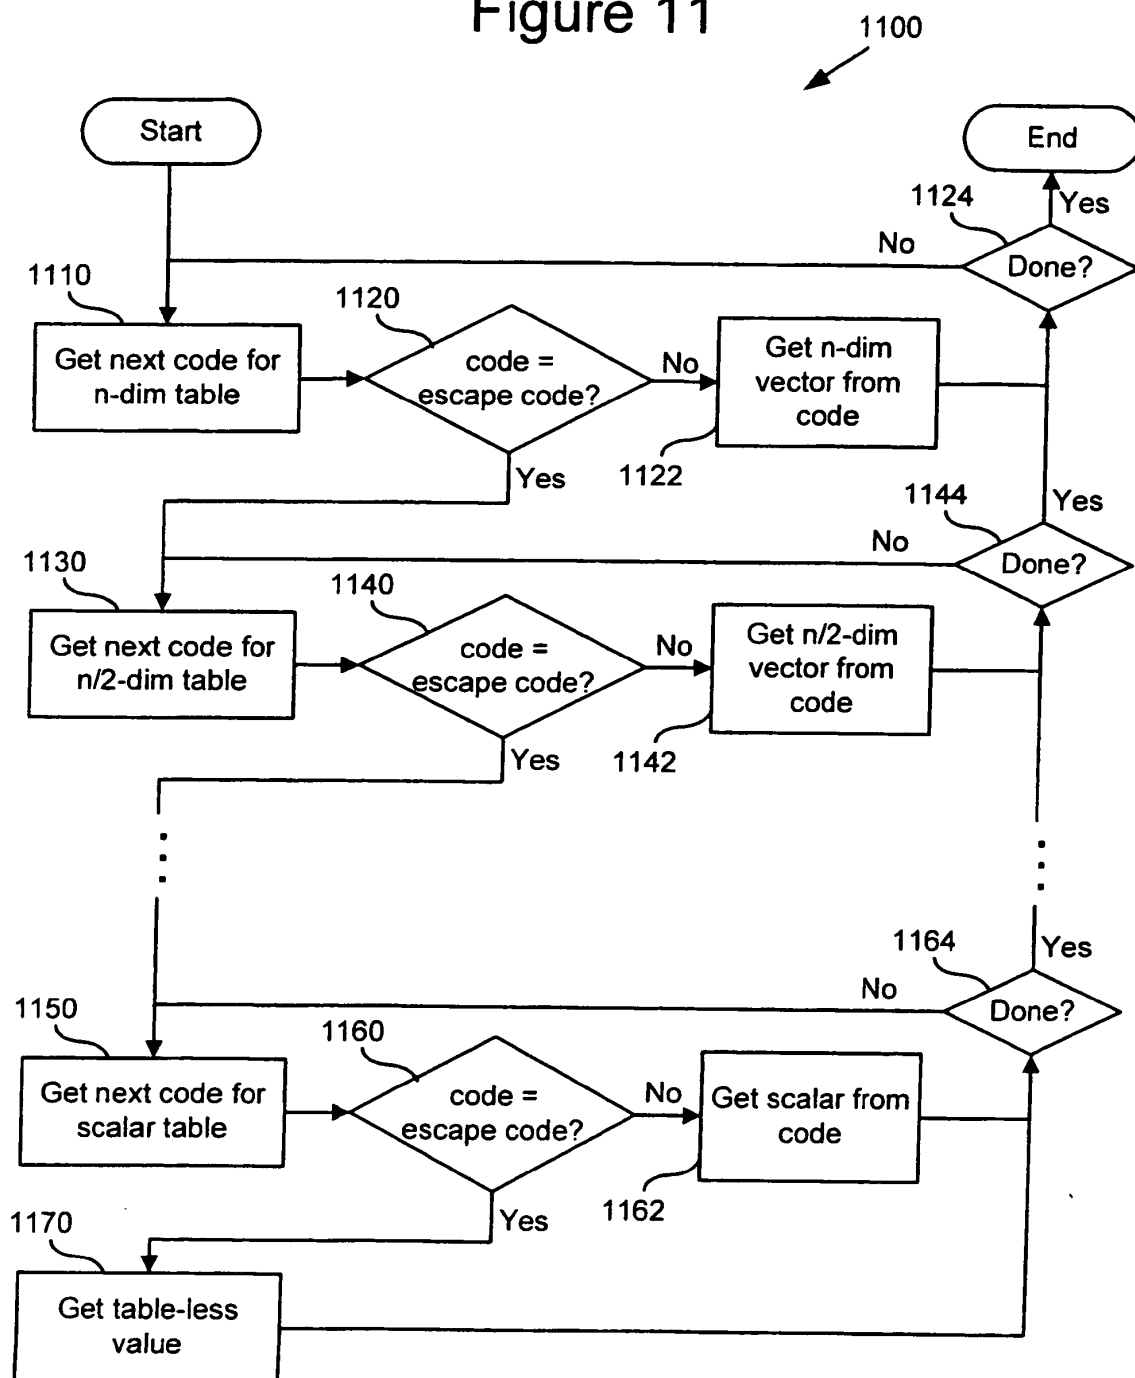 Figure 11
1100
Start
End
Yes
1124
No
Done?
1110
Get next code for
n-dim table
1120
code =
escape code?
No
Get n-dim
vector from
code
1122
Yes
1144
Yes
No
Done?
1130
Get next code for
n/2-dim table
1140
code =
escape code?
No
Get n/2-dim
vector from
code
1142
Yes
1164
Yes
No
Done?
1150
Get next code for
scalar table
1160
code =
escape code?
No
Get scalar from
code
1162
Yes
1170
Get table-less
value